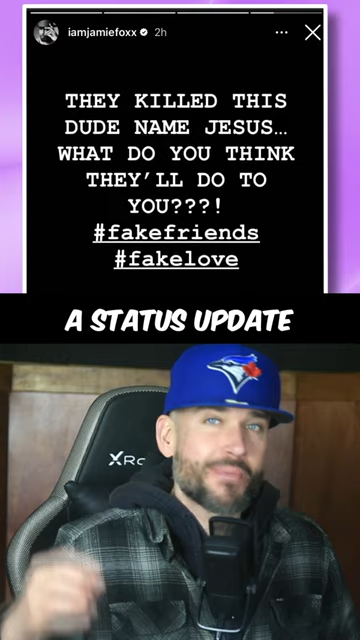 iamjamiefoxx 2h
THEY KILLED THIS
DUDE NAME JESUS…
WHAT DO YOU THINK
THEY'LL DO TO
YOU???!
#fakefriends
#fakelove
A STATUS UPDATE